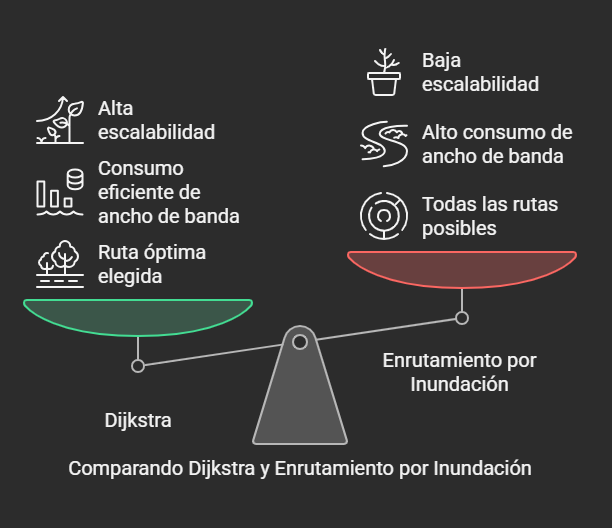 Alta
escalabilidad
Consumo
eficiente de
ancho de banda
Ruta óptima
elegida
Dijkstra
Baja
escalabilidad
Alto consumo de
ancho de banda
Todas las rutas
posibles
Enrutamiento por
Inundación
Comparando Dijkstra y Enrutamiento por Inundación